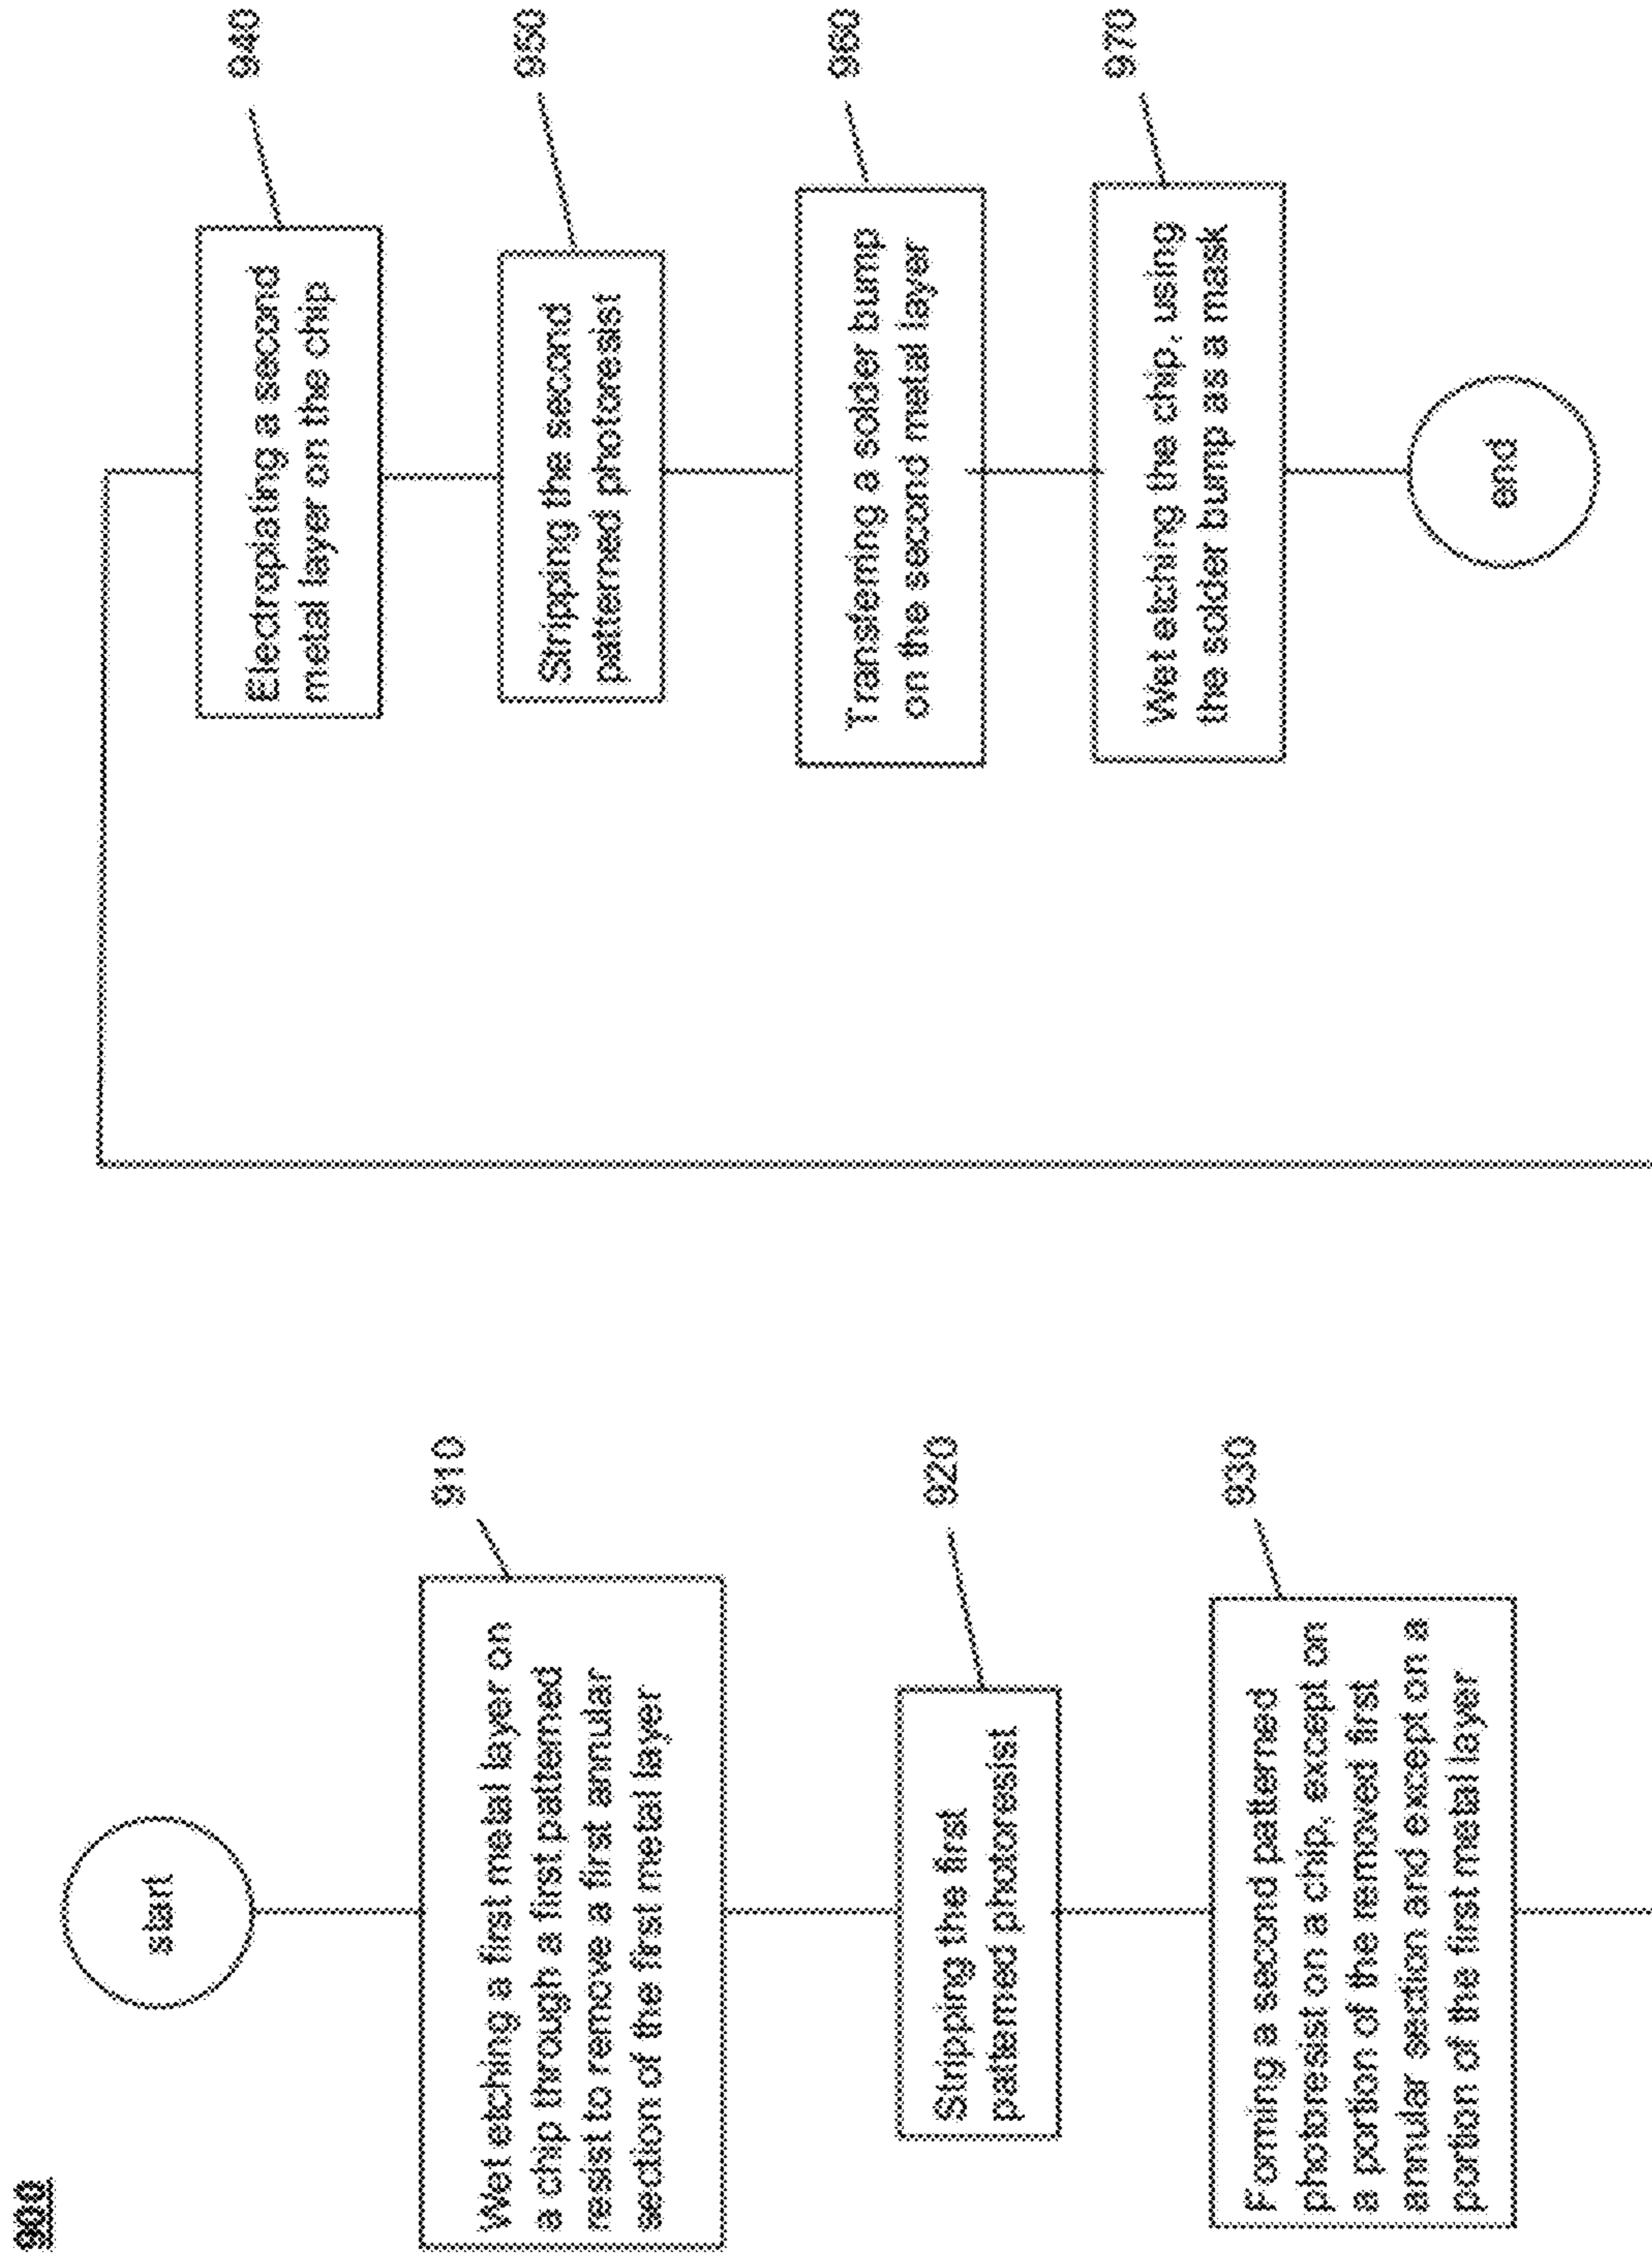 900
start
Wet etching a first metal layer on
a chip through a first patterned
resist to remove a first annular
section of the first metal layer
910
Stripping the first
patterned photoresist
920
Forming a second patterned
photoresist on a chip, except on
a portion of the removed first
annular section and except on a
portion of the first metal layer
930
Electroplating a second
metal layer on the chip
940
Stripping the second
patterned photoresist
950
Transferring a solder bump
on the second metal layer
960
Wet etching the chip, using
the solder bump as a mask
970
end